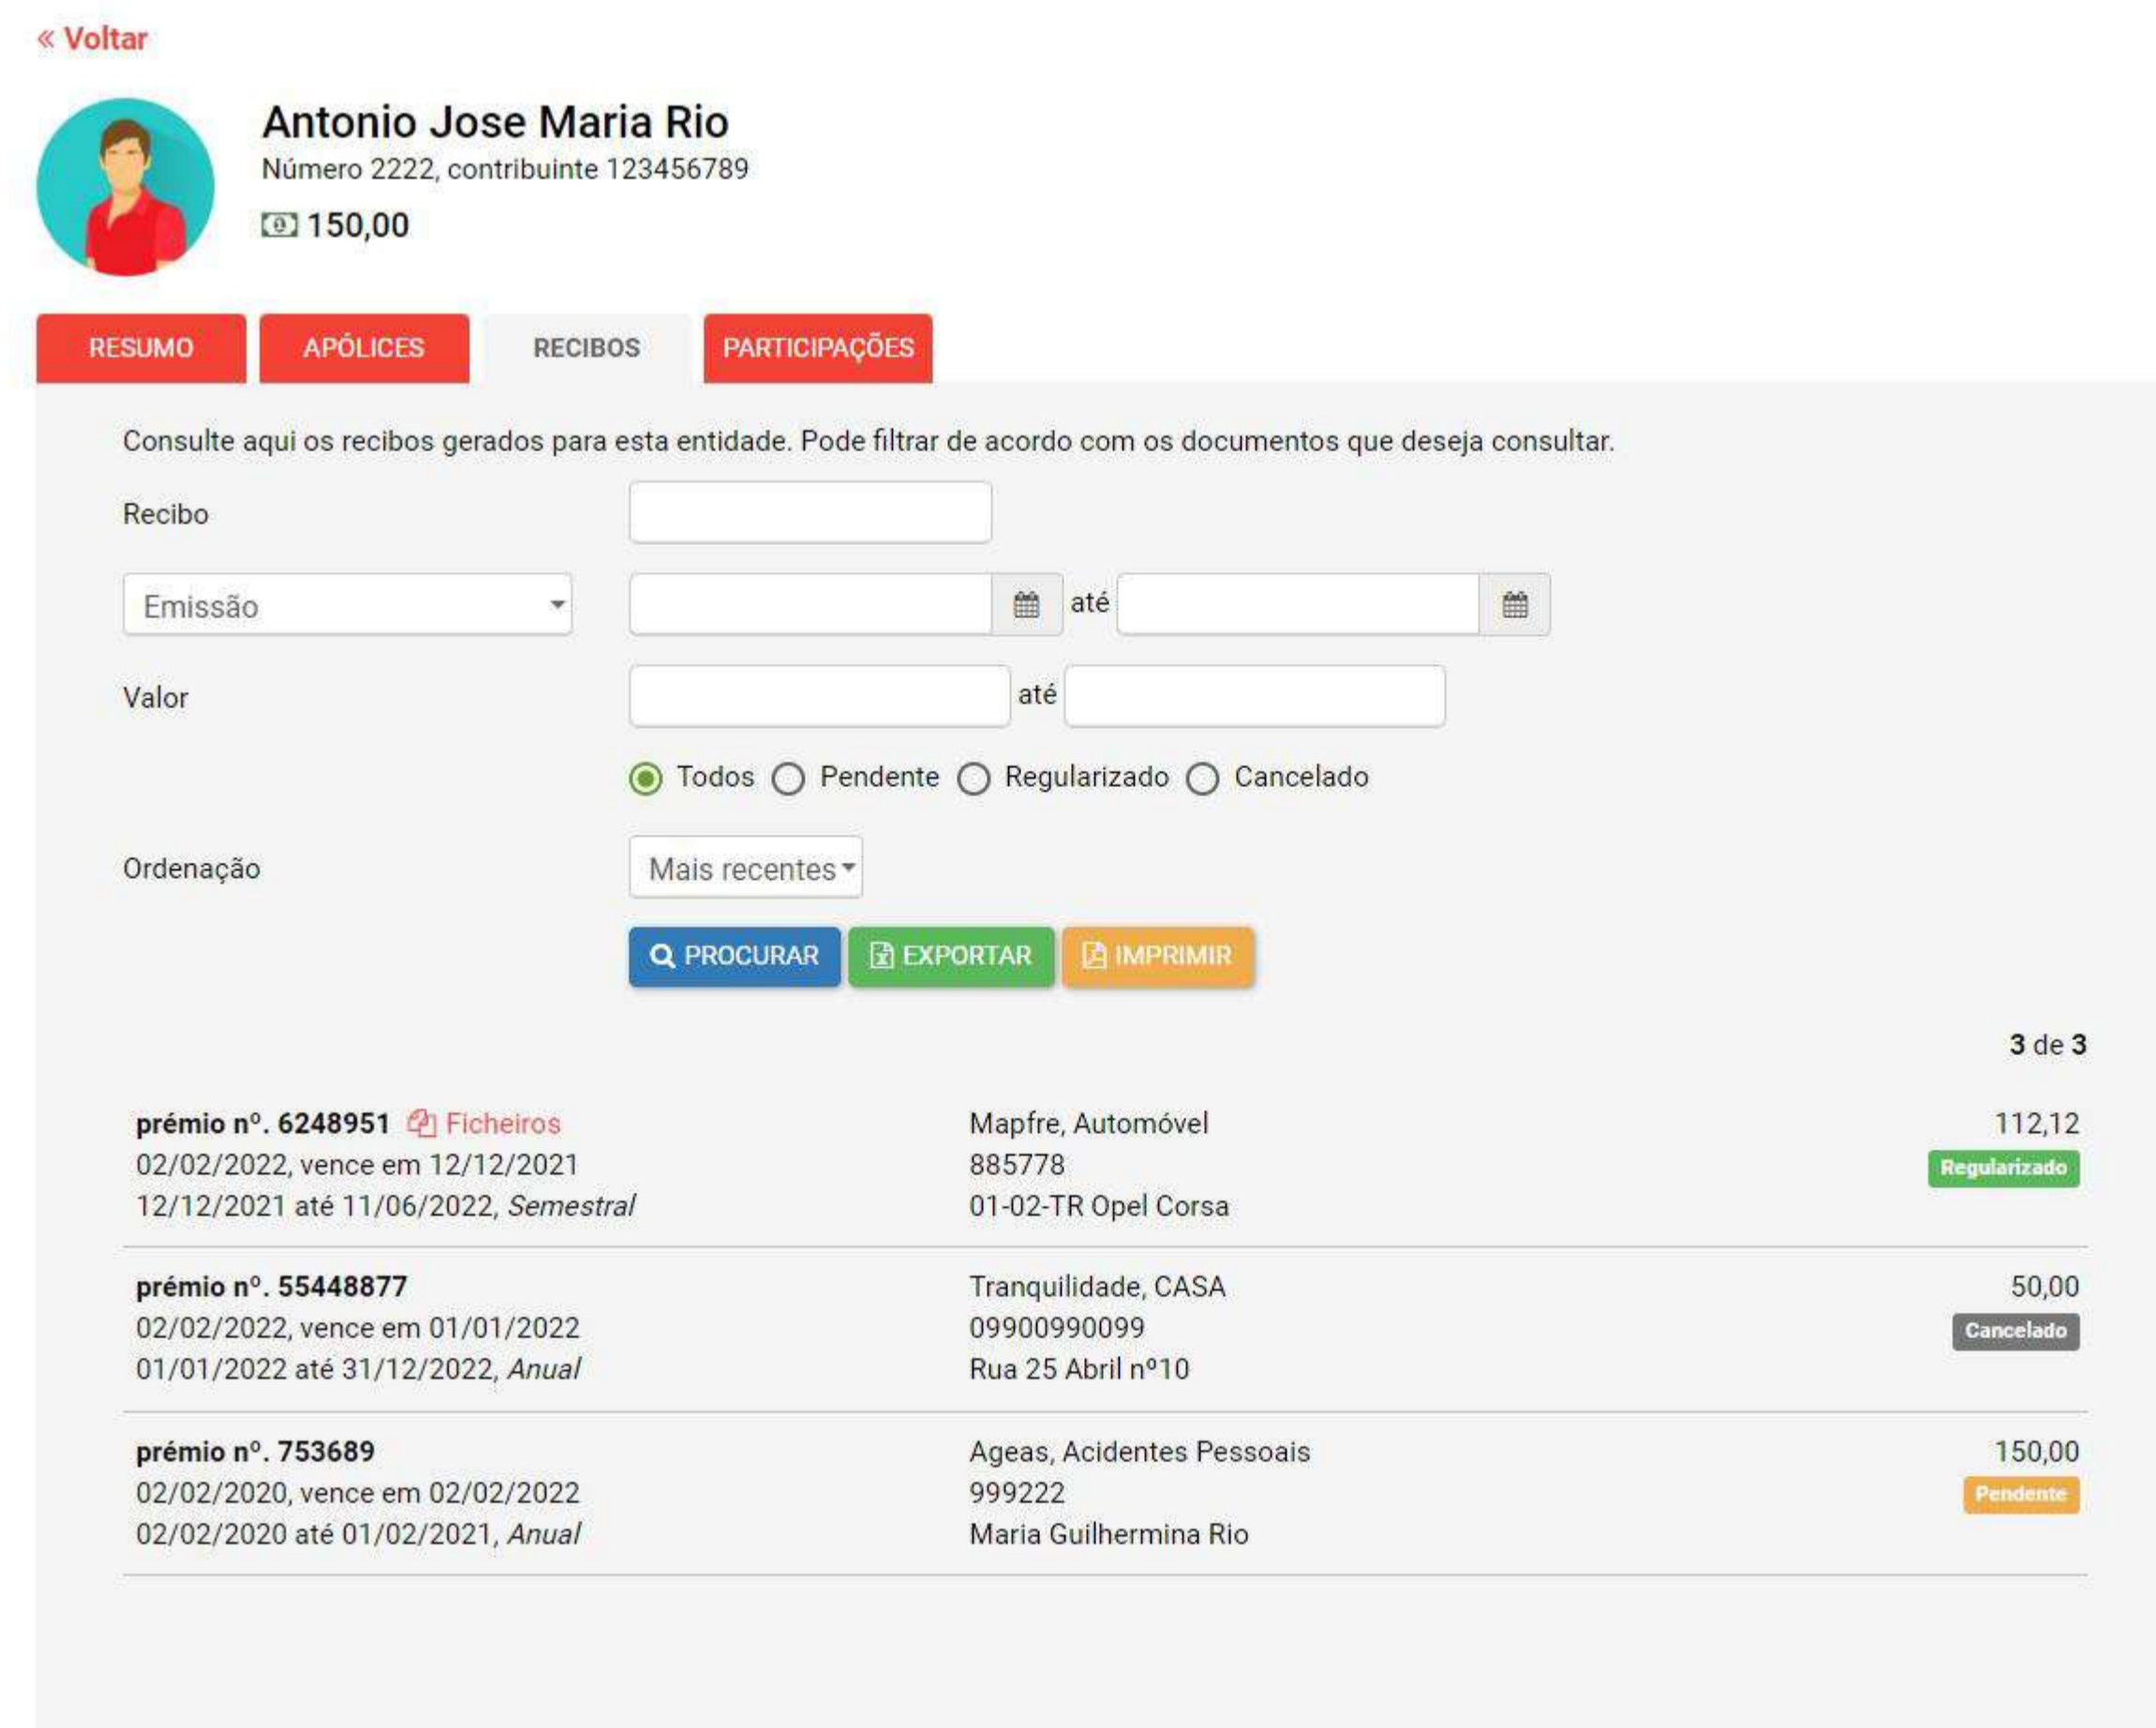 « Voltar
Antonio Jose Maria Rio
Número 2222, contribuinte 123456789
150,00
RESUMO APÓLICES RECIBOS PARTICIPAÇÕES
Consulte aqui os recibos gerados para esta entidade. Pode filtrar de acordo com os documentos que deseja consultar.
Recibo
Emissão até
Valor até
Todos Pendente Regularizado Cancelado
Ordenação Mais recentes
PROCURAR EXPORTAR IMPRIMIR
3 de 3
prémio nº. 6248951 Ficheiros Mapfre, Automóvel 112,12
02/02/2022, vence em 12/12/2021 885778 Regularizado
12/12/2021 até 11/06/2022, Semestral 01-02-TR Opel Corsa
prémio nº. 55448877 Tranquilidade, CASA 50,00
02/02/2022, vence em 01/01/2022 09900990099 Cancelado
01/01/2022 até 31/12/2022, Anual Rua 25 Abril nº10
prémio nº. 753689 Ageas, Acidentes Pessoais 150,00
02/02/2020, vence em 02/02/2022 999222 Pendente
02/02/2020 até 01/02/2021, Anual Maria Guilhermina Rio